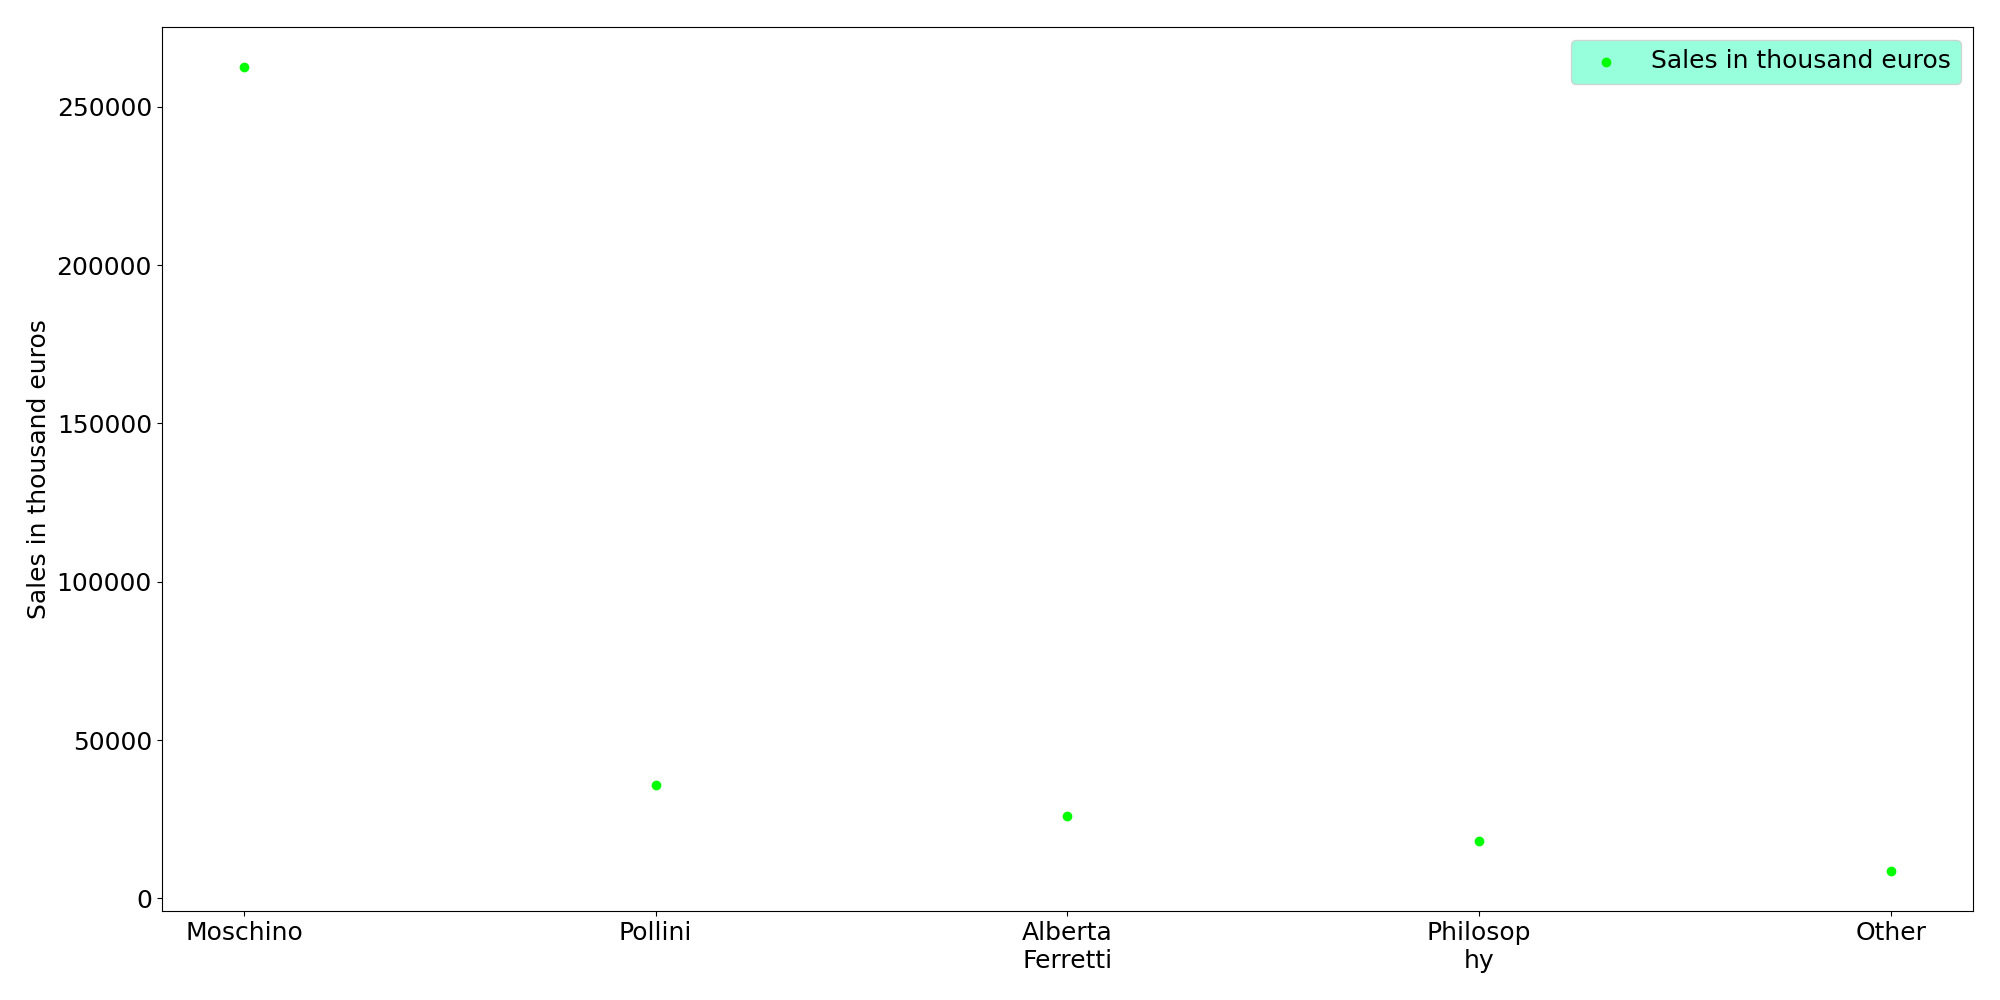 Sales in thousand euros
250000
200000
150000
100000
50000
0
Sales in thousand euros
Moschino
Pollini
Alberta
Ferretti
Philosop
hy
Other